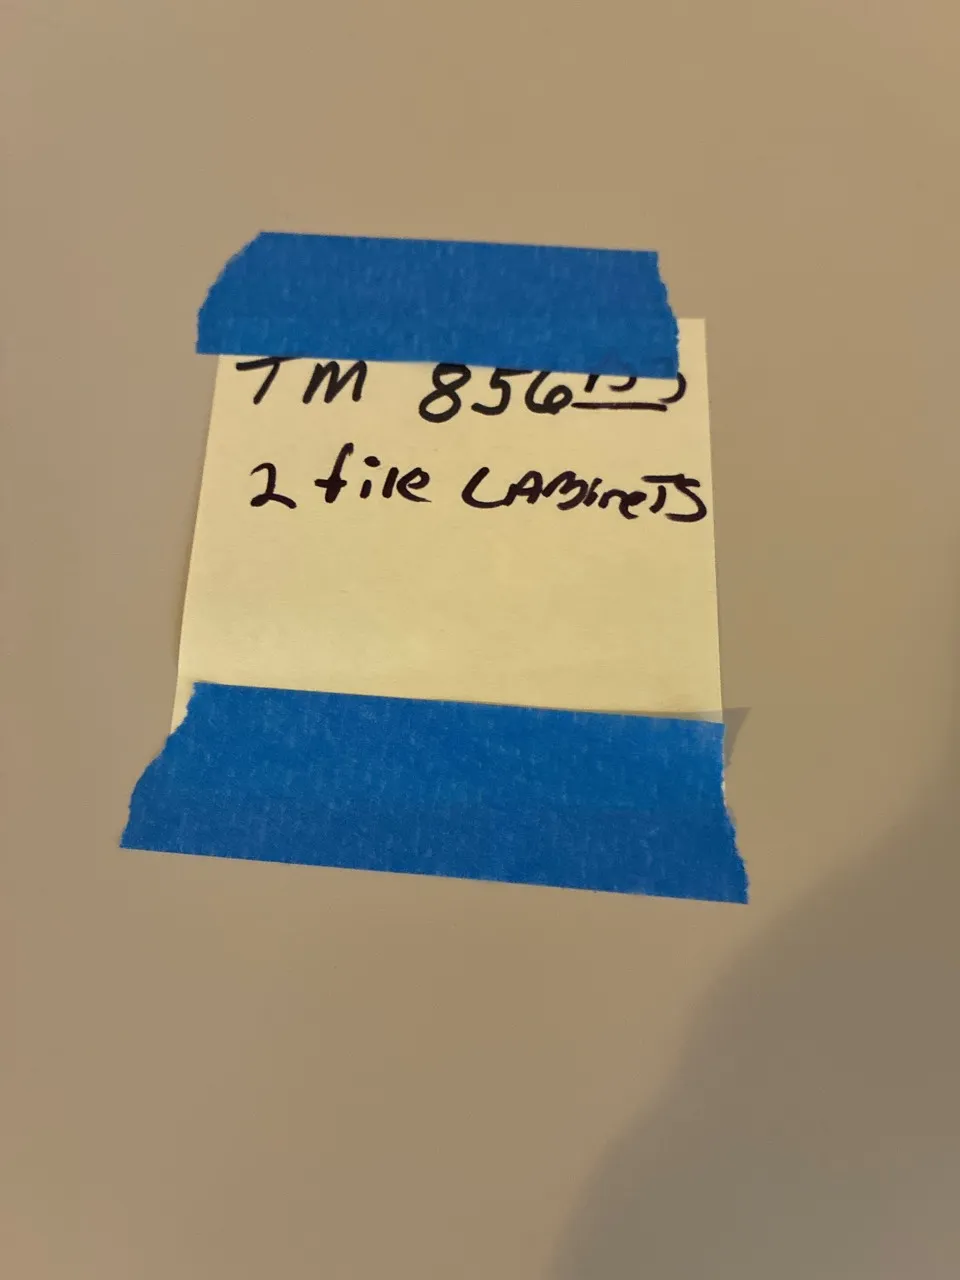 TM 856
2 file CABineTS